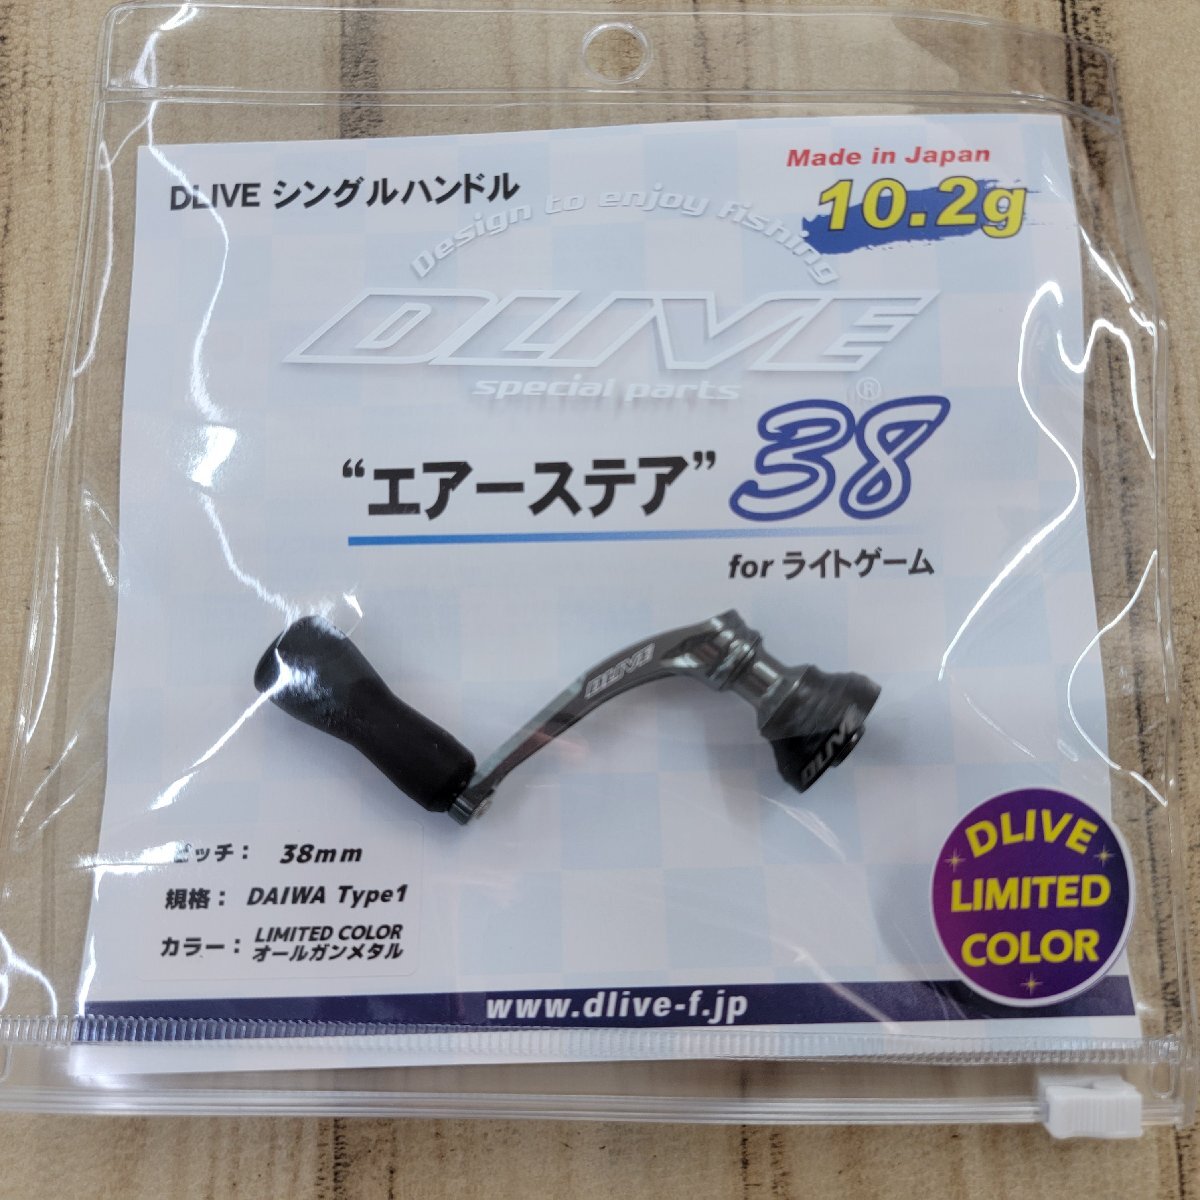 DLIVE シングルハンドル
Made in Japan
10.2g
Design to enjoy fishing
DLIVE
special parts ®
“エアーステア” 38
for ライトゲーム
DLIVE
DLIVE
ピッチ： 38mm
規格： DAIWA Type1
カラー： LIMITED COLOR
オールガンメタル
DLIVE
LIMITED
COLOR
www.dlive-f.jp